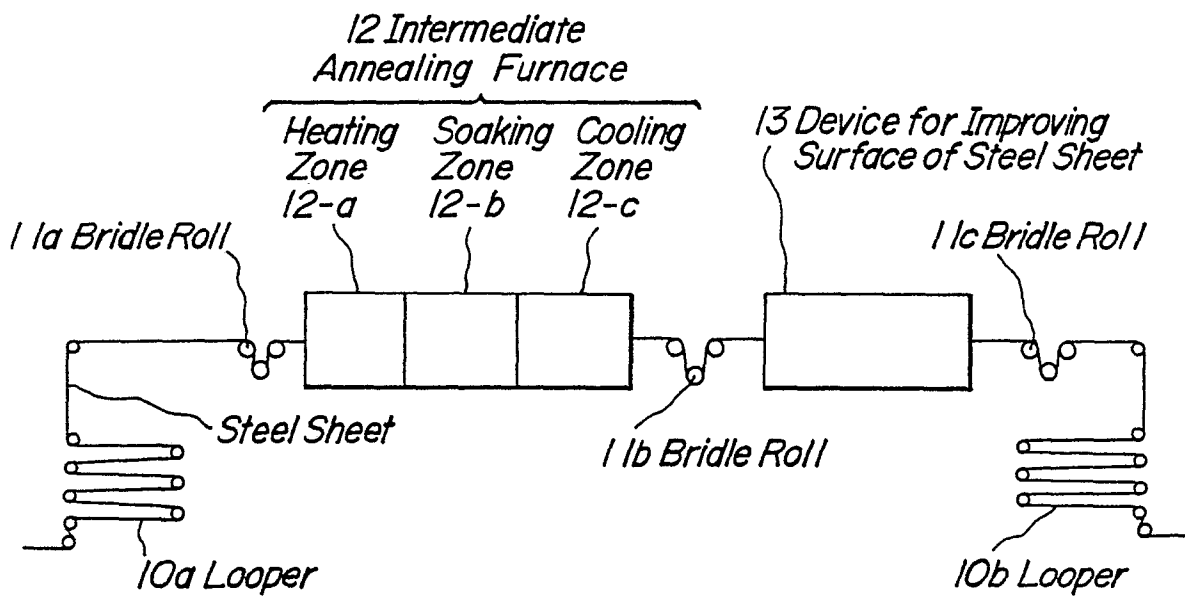 12 Intermediate
Annealing Furnace
Heating
Zone
12-a
Soaking
Zone
12-b
Cooling
Zone
12-c
13 Device for Improving
Surface of Steel Sheet
11a Bridle Roll
11c Bridle Roll
Steel Sheet
11b Bridle Roll
10a Looper
10b Looper